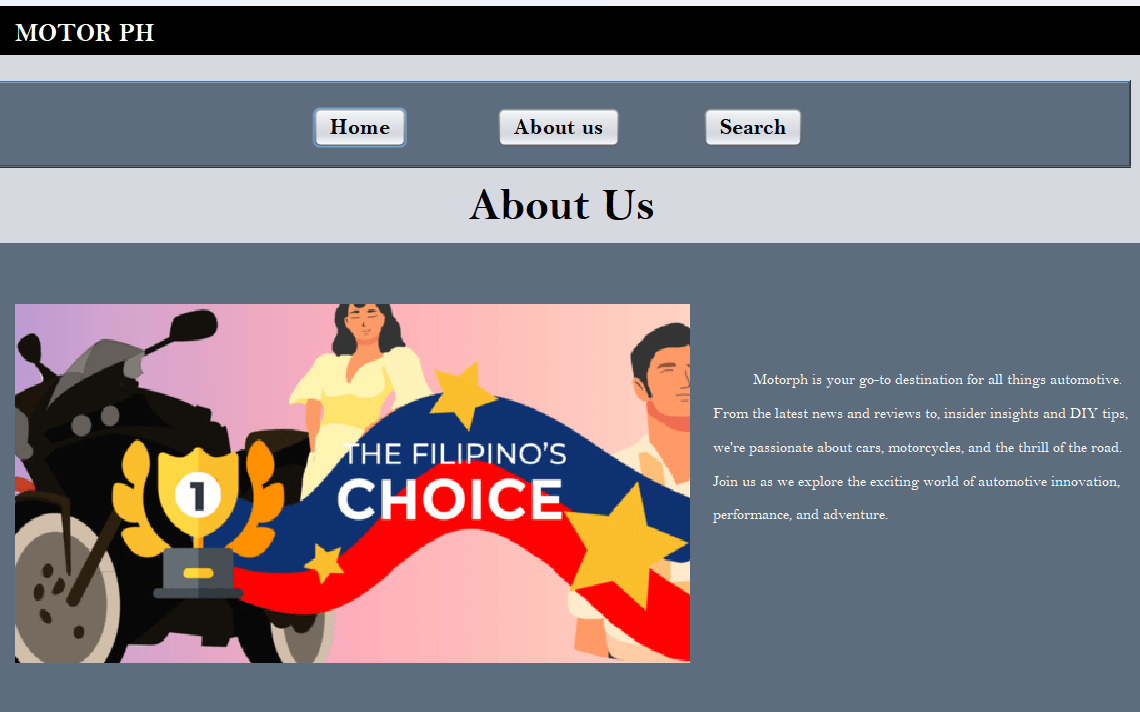 MOTOR PH
Home
About us
Search
About Us
THE FILIPINO'S
CHOICE
1
Motorph is your go-to destination for all things automotive.
From the latest news and reviews to, insider insights and DIY tips,
we're passionate about cars, motorcycles, and the thrill of the road.
Join us as we explore the exciting world of automotive innovation,
performance, and adventure.